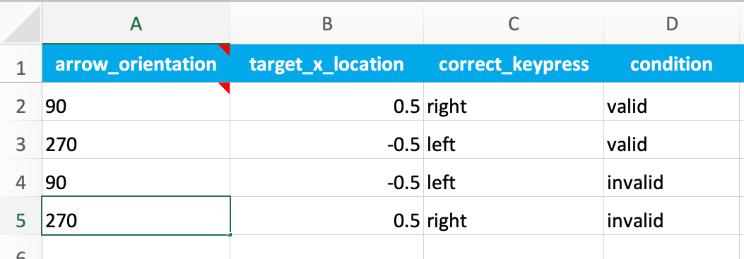 A B C D
1 arrow_orientation target_x_location correct_keypress condition
2 90 0.5 right valid
3 270 -0.5 left valid
4 90 -0.5 left invalid
5 270 0.5 right invalid
6